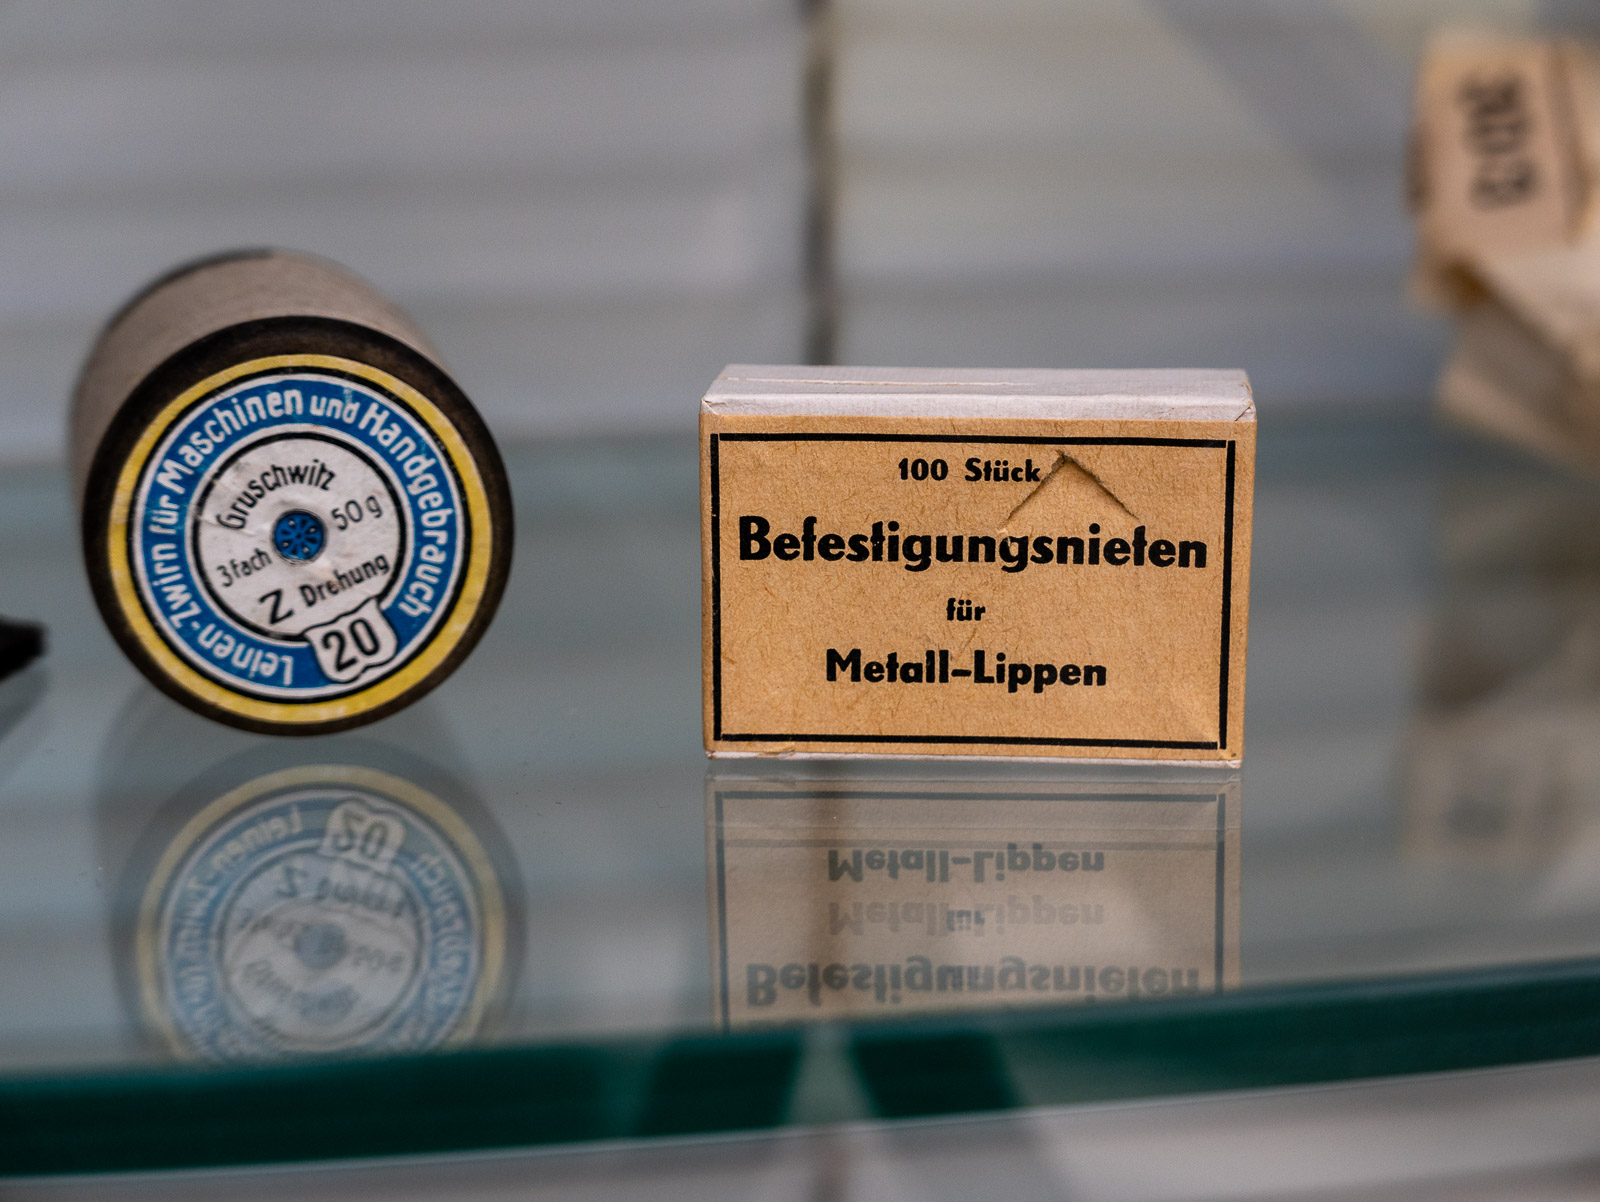 Leinen-Zwirn für Maschinen und Handgebrauch
Gruschwitz
50 g
3fach
Z Drehung
20
100 Stück
Befestigungsnieten
für
Metall-Lippen